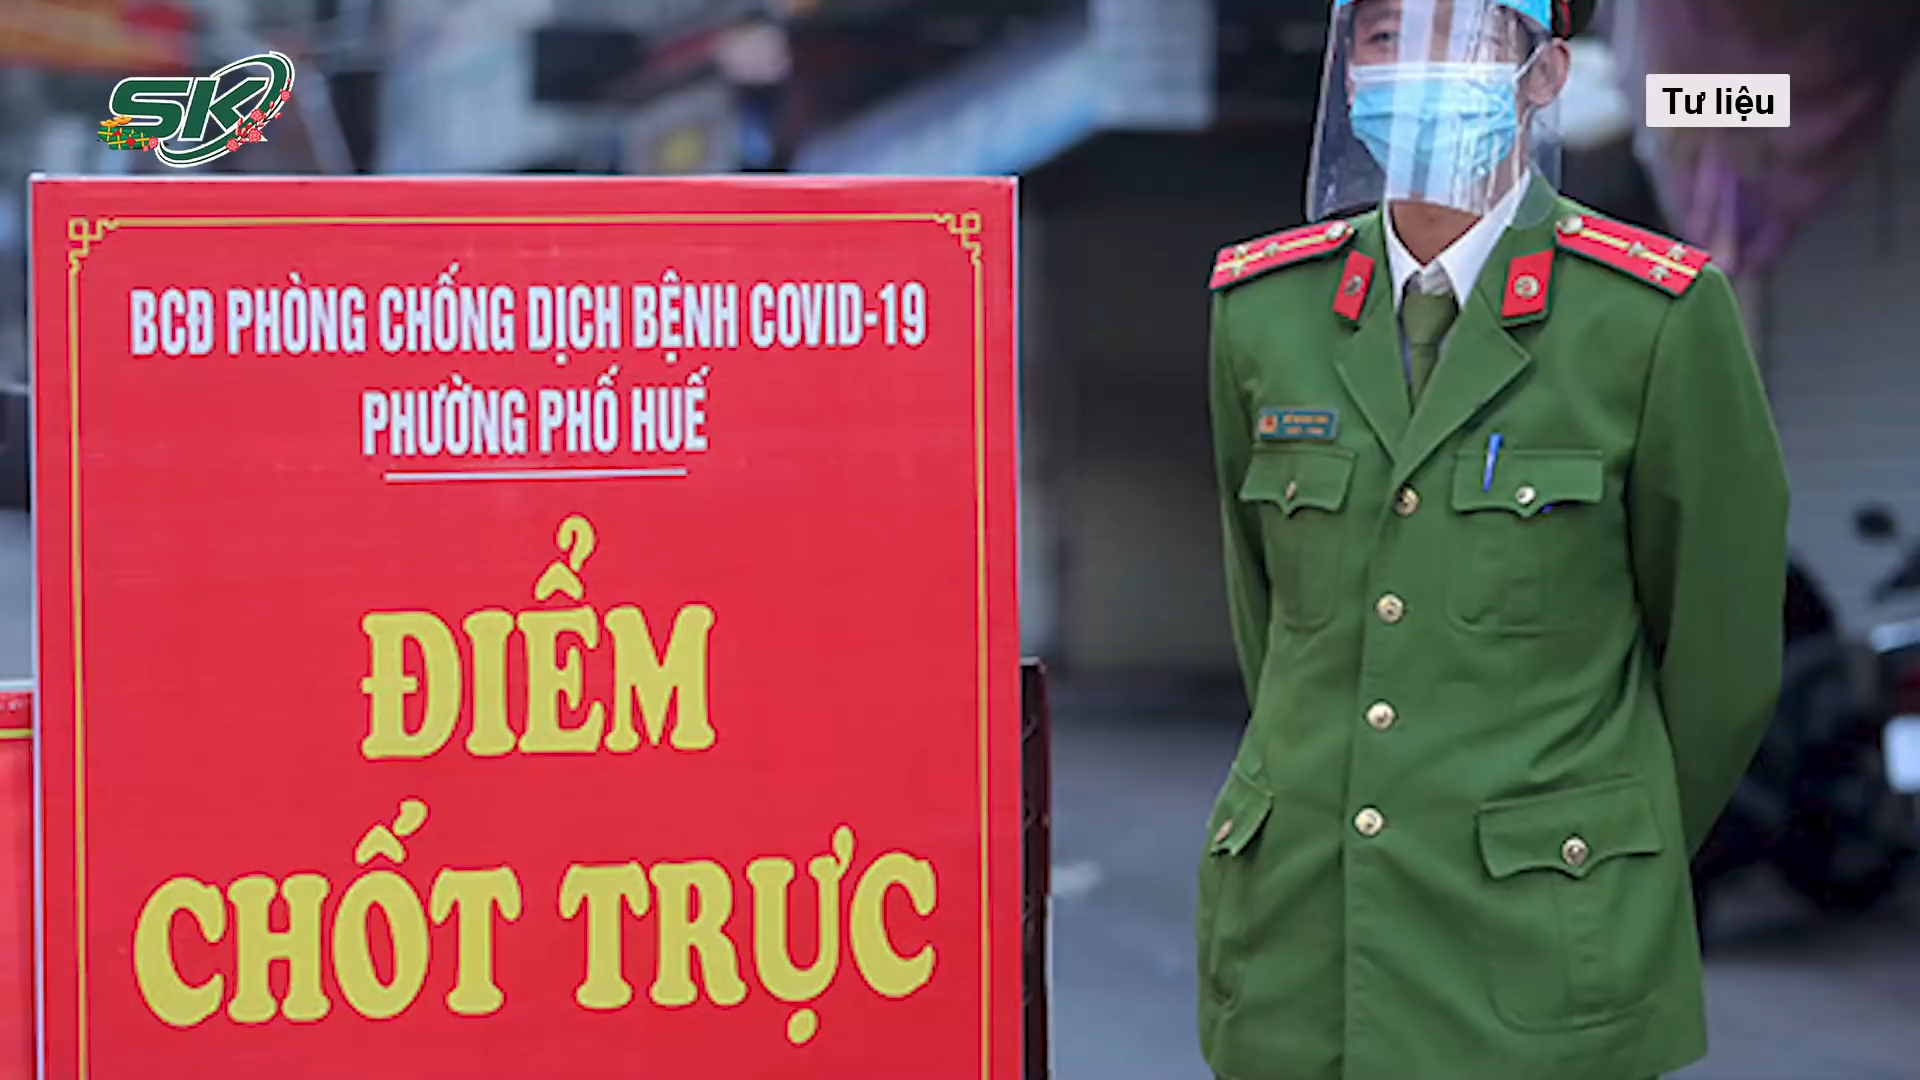 SK
Tư liệu
BCĐ PHÒNG CHỐNG DỊCH BỆNH COVID-19
PHƯỜNG PHỐ HUẾ
ĐIỂM
CHỐT TRỰC